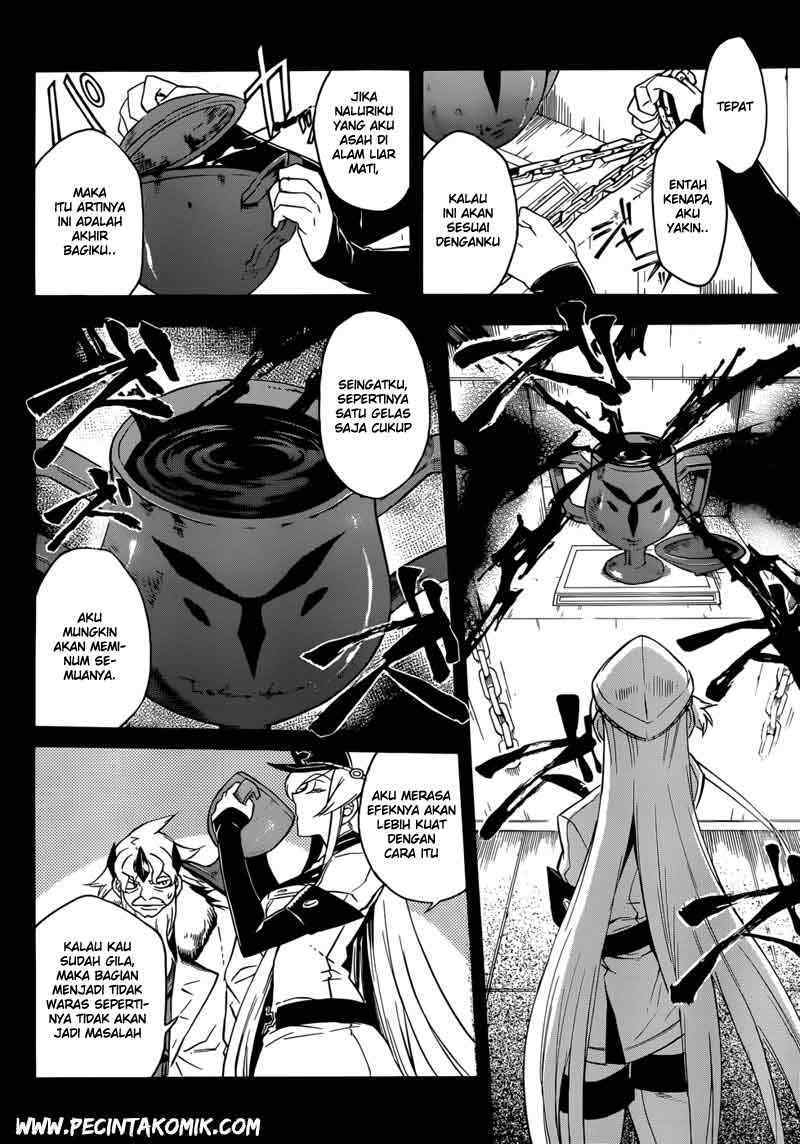 TEPAT
ENTAH
KENAPA,
AKU
YAKIN..
KALAU
INI AKAN
SESUAI
DENGANKU
JIKA
NALURIKU
YANG AKU
ASAH DI
ALAM LIAR
MATI,
MAKA
ITU ARTINYA
INI ADALAH
AKHIR
BAGIKU..
SEINGATKU,
SEPERTINYA
SATU GELAS
SAJA CUKUP
AKU
MUNGKIN
AKAN MEMI-
NUM SE-
MUANYA.
AKU MERASA
EFEKNYA AKAN
LEBIH KUAT
DENGAN
CARA ITU
KALAU KAU
SUDAH GILA,
MAKA BAGIAN
MENJADI TIDAK
WARAS SEPERTI-
NYA TIDAK AKAN
JADI MASALAH
WWW.PECINTAKOMIK.COM